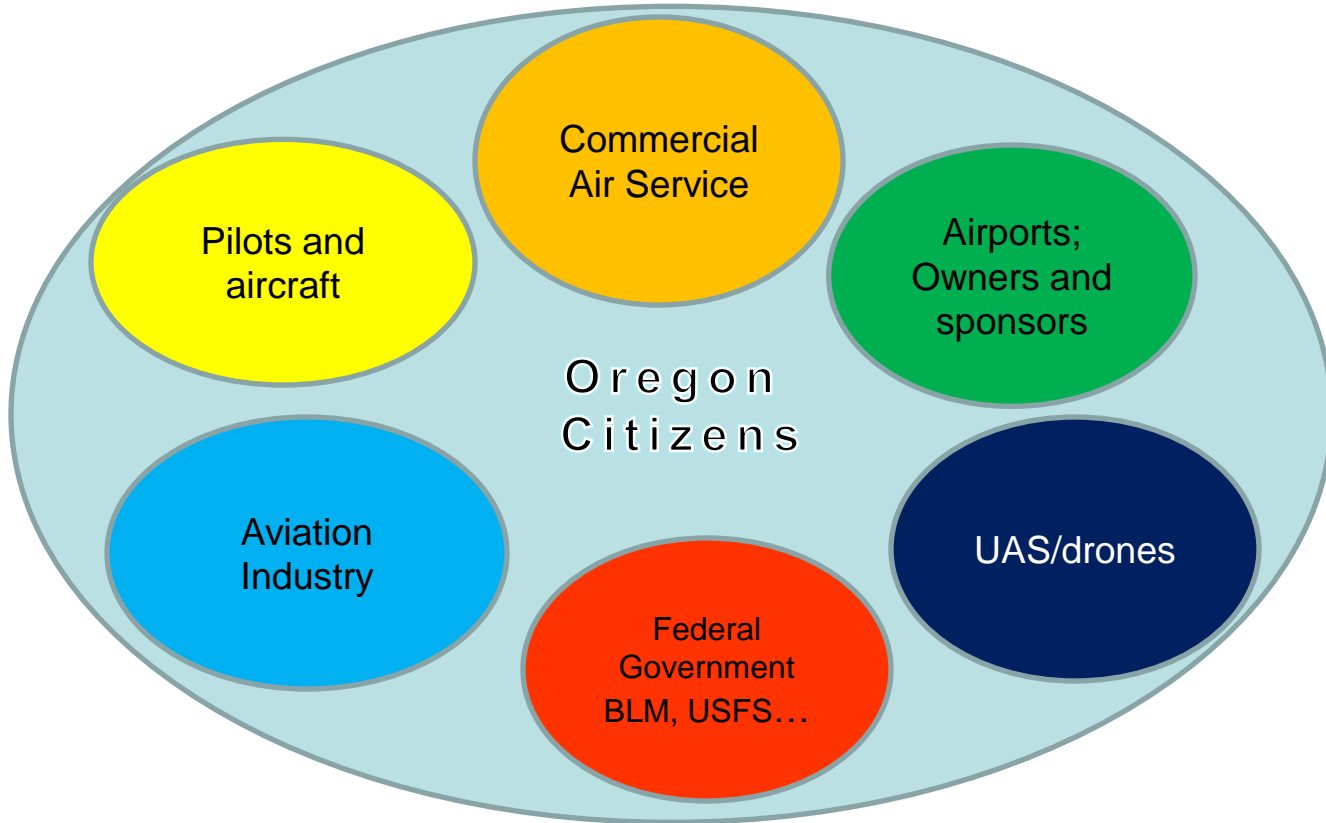 Commercial
Air Service
Pilots and
aircraft
Airports;
Owners and
sponsors
Oregon
Citizens
Aviation
Industry
UAS/drones
Federal
Government
BLM, USFS…